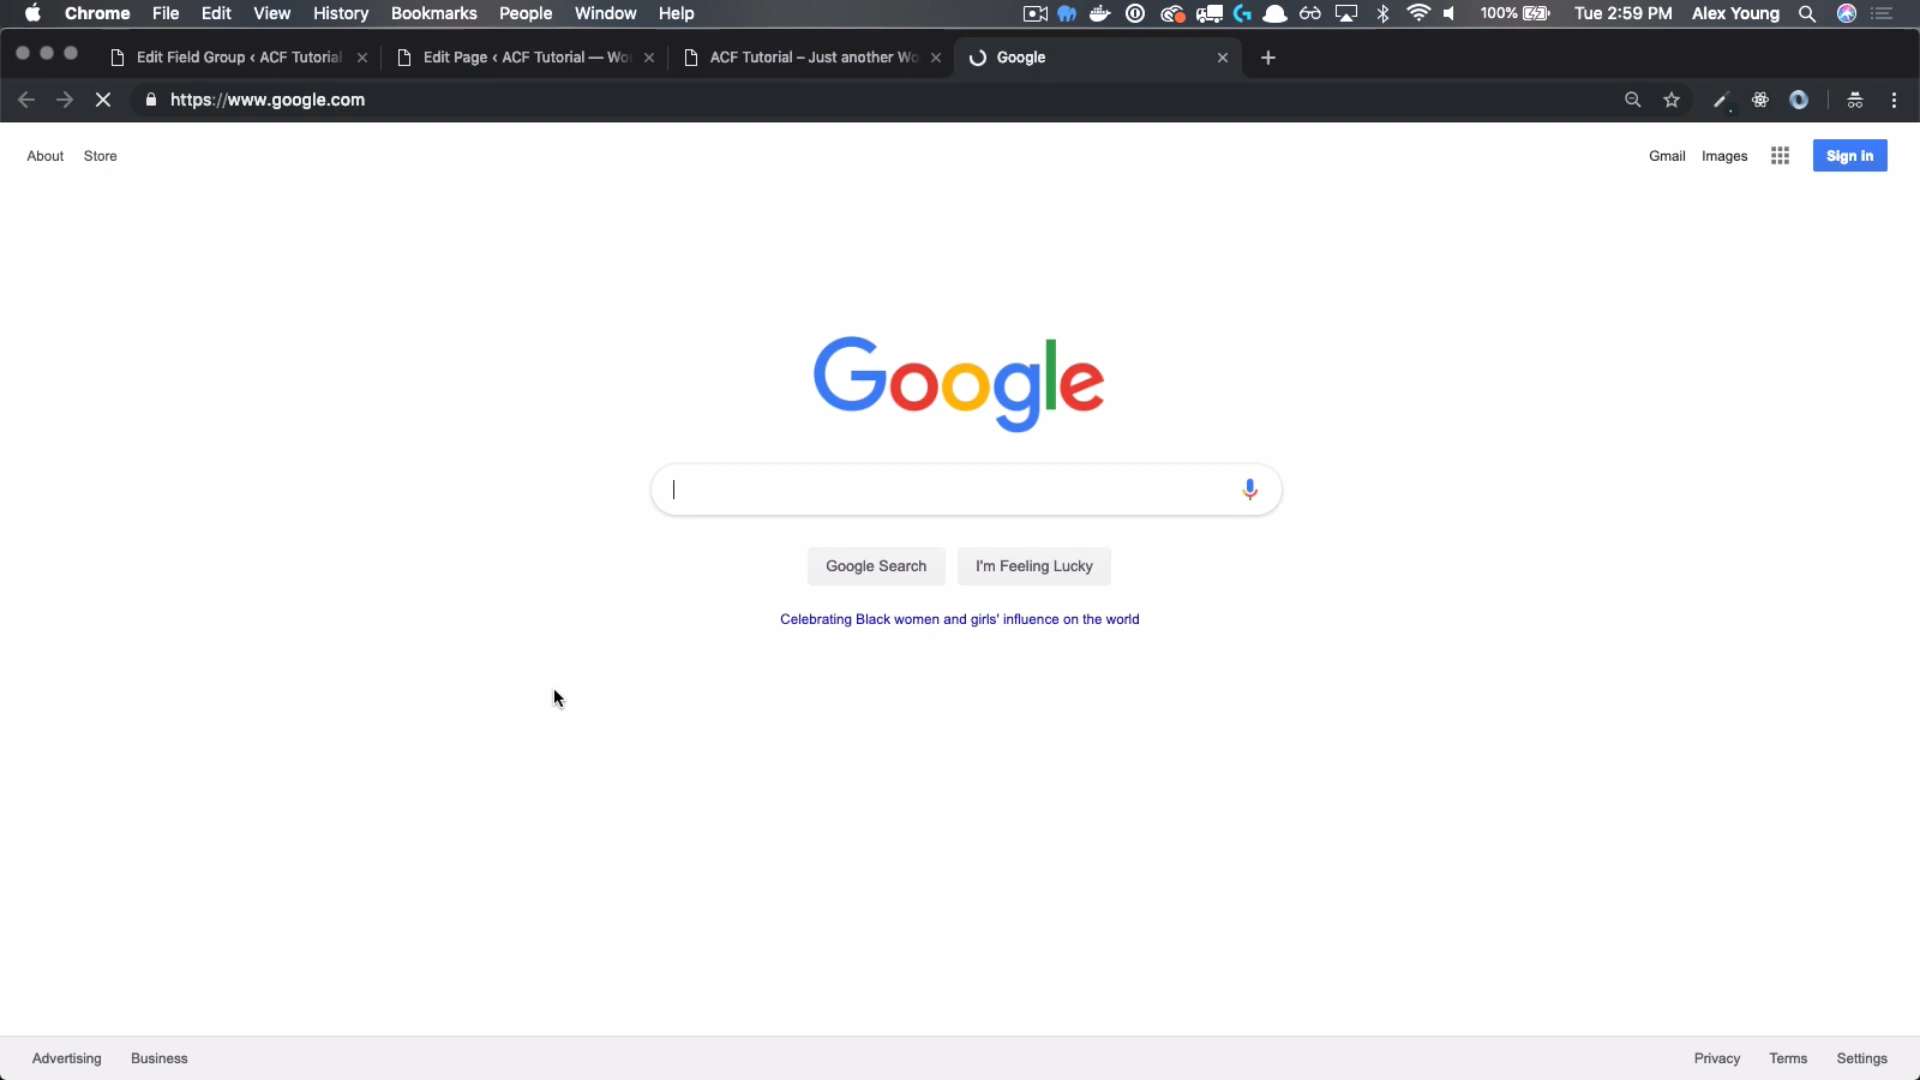 Chrome File Edit View History Bookmarks People Window Help 100% Tue 2:59 PM Alex Young
Edit Field Group ‹ ACF Tutorial Edit Page ‹ ACF Tutorial — Wor ACF Tutorial – Just another Wo Google
https://www.google.com
About Store Gmail Images Sign in
Google
Google Search I'm Feeling Lucky
Celebrating Black women and girls' influence on the world
Advertising Business Privacy Terms Settings